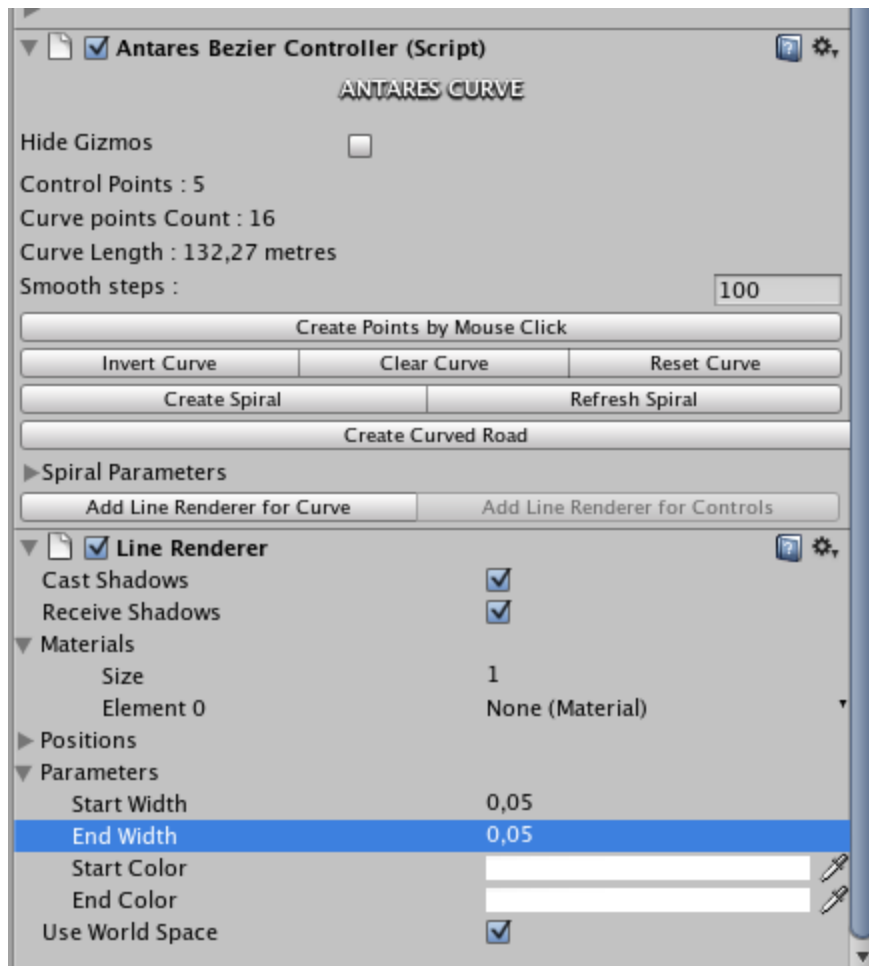 Antares Bezier Controller (Script)
ANTARES CURVE
Hide Gizmos
Control Points : 5
Curve points Count : 16
Curve Length : 132,27 metres
Smooth steps : 100
Create Points by Mouse Click
Invert Curve Clear Curve Reset Curve
Create Spiral Refresh Spiral
Create Curved Road
Spiral Parameters
Add Line Renderer for Curve Add Line Renderer for Controls
Line Renderer
Cast Shadows
Receive Shadows
Materials
Size 1
Element 0 None (Material)
Positions
Parameters
Start Width 0,05
End Width 0,05
Start Color
End Color
Use World Space